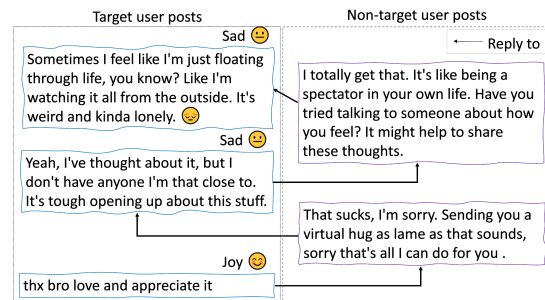 Target user posts
Non-target user posts
Reply to
Sad
Sometimes I feel like I'm just floating
through life, you know? Like I'm
watching it all from the outside. It's
weird and kinda lonely.
I totally get that. It's like being a
spectator in your own life. Have you
tried talking to someone about how
you feel? It might help to share
these thoughts.
Sad
Yeah, I've thought about it, but I
don't have anyone I'm that close to.
It's tough opening up about this stuff.
That sucks, I'm sorry. Sending you a
virtual hug as lame as that sounds,
sorry that's all I can do for you .
Joy
thx bro love and appreciate it